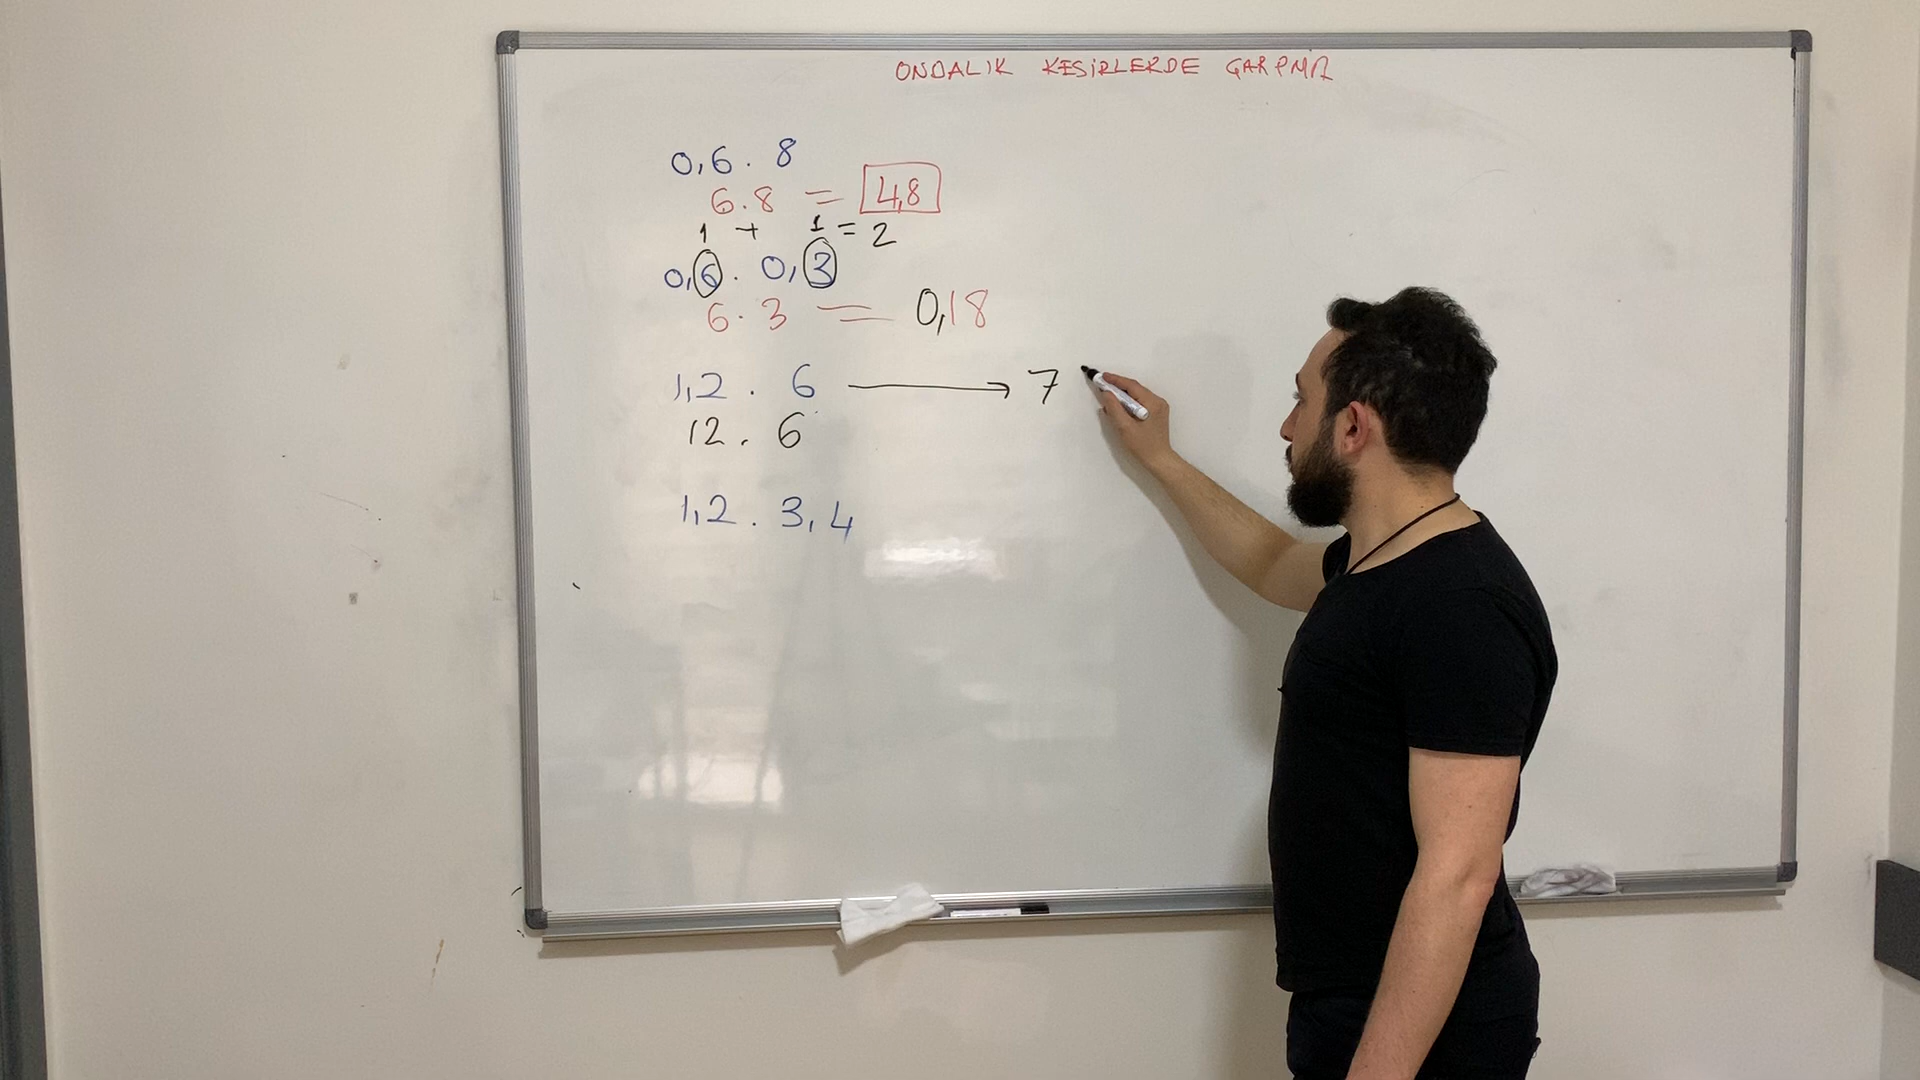 ONDALIK KESİRLERDE ÇARPMA
0,6 . 8
6.8 = 4,8
1 + 1 = 2
0,6 . 0,3
6.3 = 0,18
1,2 . 6 → 7
12 . 6
1,2 . 3,4